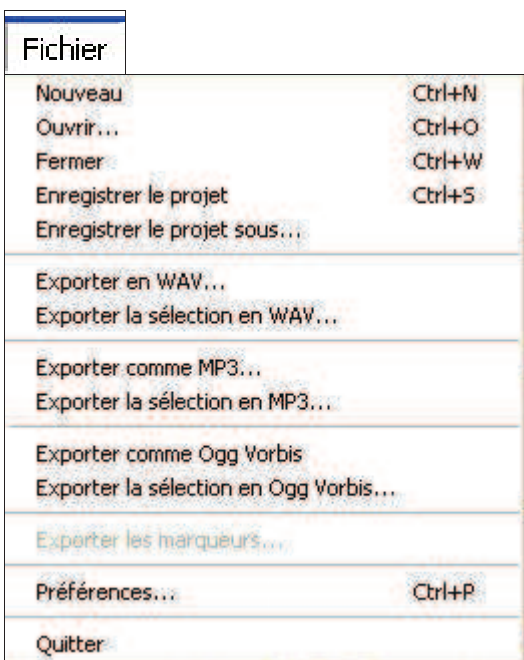 Fichier
Nouveau Ctrl+N
Ouvrir... Ctrl+O
Fermer Ctrl+W
Enregistrer le projet Ctrl+S
Enregistrer le projet sous...
Exporter en WAV...
Exporter la sélection en WAV...
Exporter comme MP3...
Exporter la sélection en MP3...
Exporter comme Ogg Vorbis
Exporter la sélection en Ogg Vorbis...
Exporter les marqueurs...
Préférences... Ctrl+P
Quitter